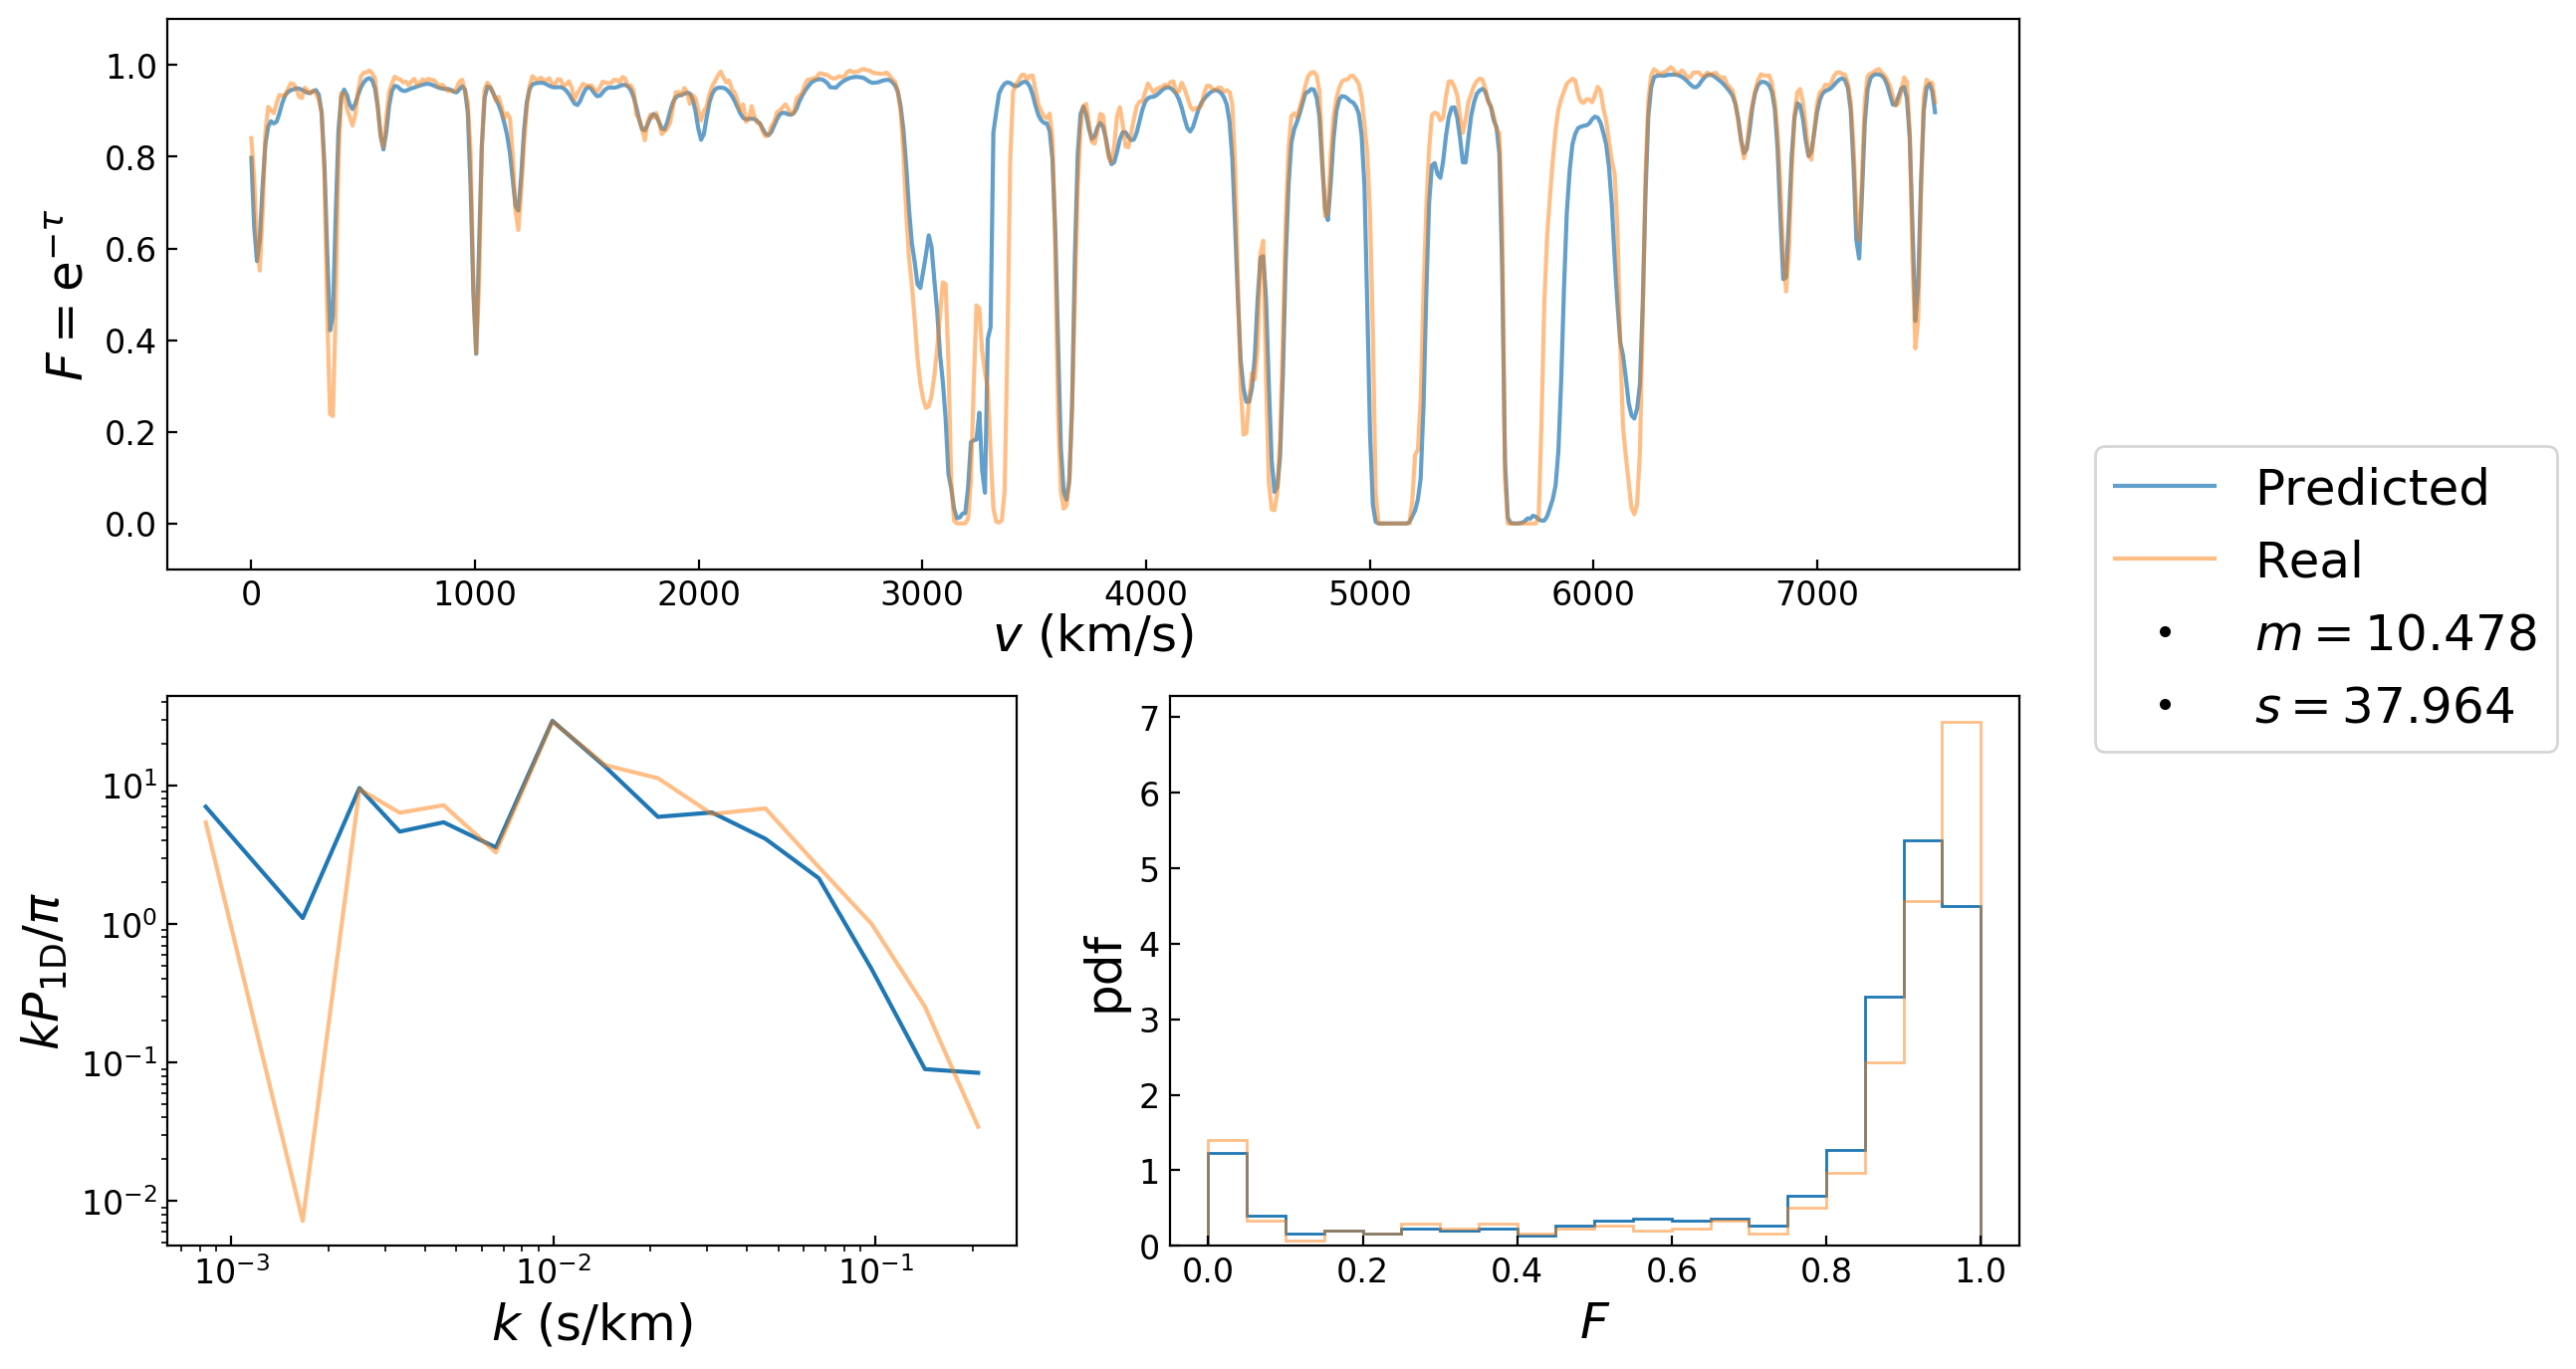 F = e^{-τ}
1.0
0.8
0.6
0.4
0.2
0.0
0 1000 2000 3000 4000 5000 6000 7000
v (km/s)
Predicted
Real
m = 10.478
s = 37.964
kP_{1D}/π
10^1
10^0
10^{-1}
10^{-2}
10^{-3} 10^{-2} 10^{-1}
k (s/km)
pdf
7
6
5
4
3
2
1
0
0.0 0.2 0.4 0.6 0.8 1.0
F